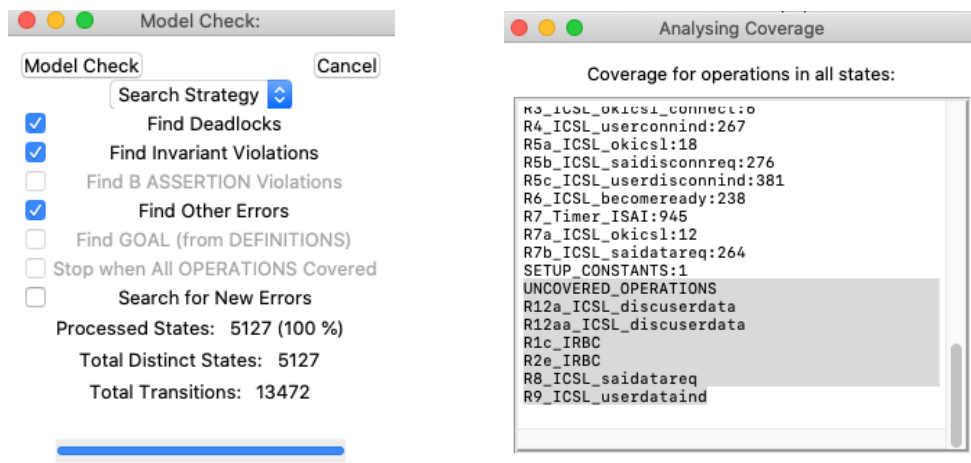 Model Check:
Model Check
Cancel
Search Strategy
Find Deadlocks
Find Invariant Violations
Find B ASSERTION Violations
Find Other Errors
Find GOAL (from DEFINITIONS)
Stop when All OPERATIONS Covered
Search for New Errors
Processed States: 5127 (100 %)
Total Distinct States: 5127
Total Transitions: 13472
Analysing Coverage
Coverage for operations in all states:
R3_ICSL_okicsl_connect:6
R4_ICSL_userconnind:267
R5a_ICSL_okicsl:18
R5b_ICSL_saidisconnreq:276
R5c_ICSL_userdisconnind:381
R6_ICSL_becomeready:238
R7_Timer_ISAI:945
R7a_ICSL_okicsl:12
R7b_ICSL_saidatareq:264
SETUP_CONSTANTS:1
UNCOVERED_OPERATIONS
R12a_ICSL_discuserdata
R12aa_ICSL_discuserdata
R1c_IRBC
R2e_IRBC
R8_ICSL_saidatareq
R9_ICSL_userdataind